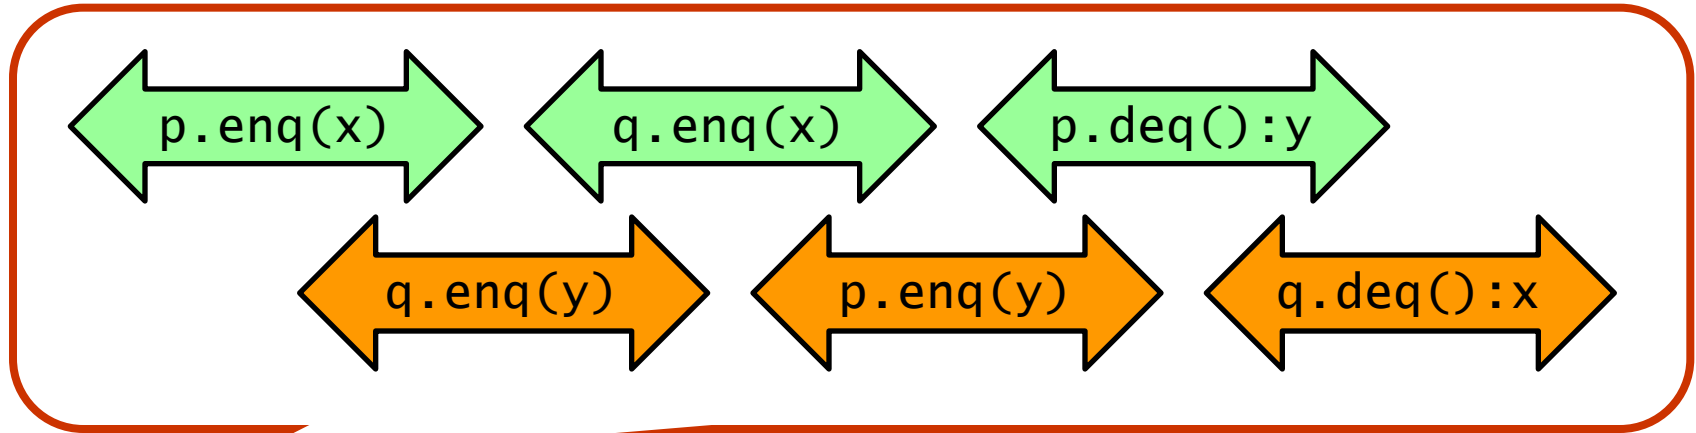 p.enq(x) q.enq(x) p.deq():y
q.enq(y) p.enq(y) q.deq():x